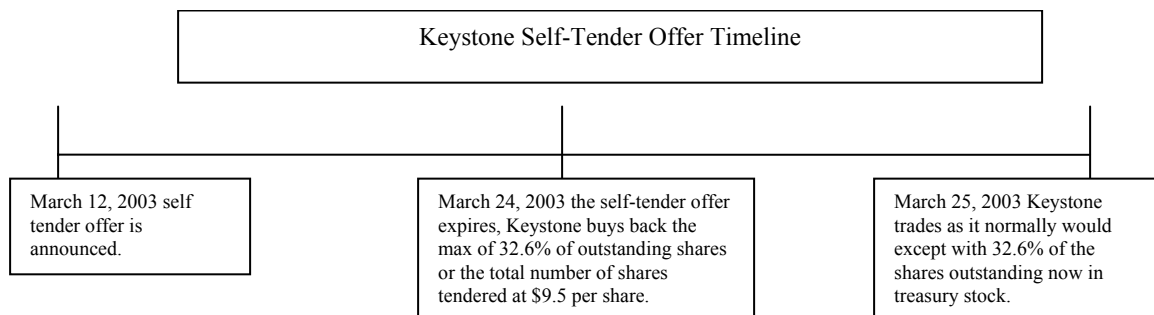 Keystone Self-Tender Offer Timeline
March 12, 2003 self
tender offer is
announced.
March 24, 2003 the self-tender offer
expires, Keystone buys back the
max of 32.6% of outstanding shares
or the total number of shares
tendered at $9.5 per share.
March 25, 2003 Keystone
trades as it normally would
except with 32.6% of the
shares outstanding now in
treasury stock.